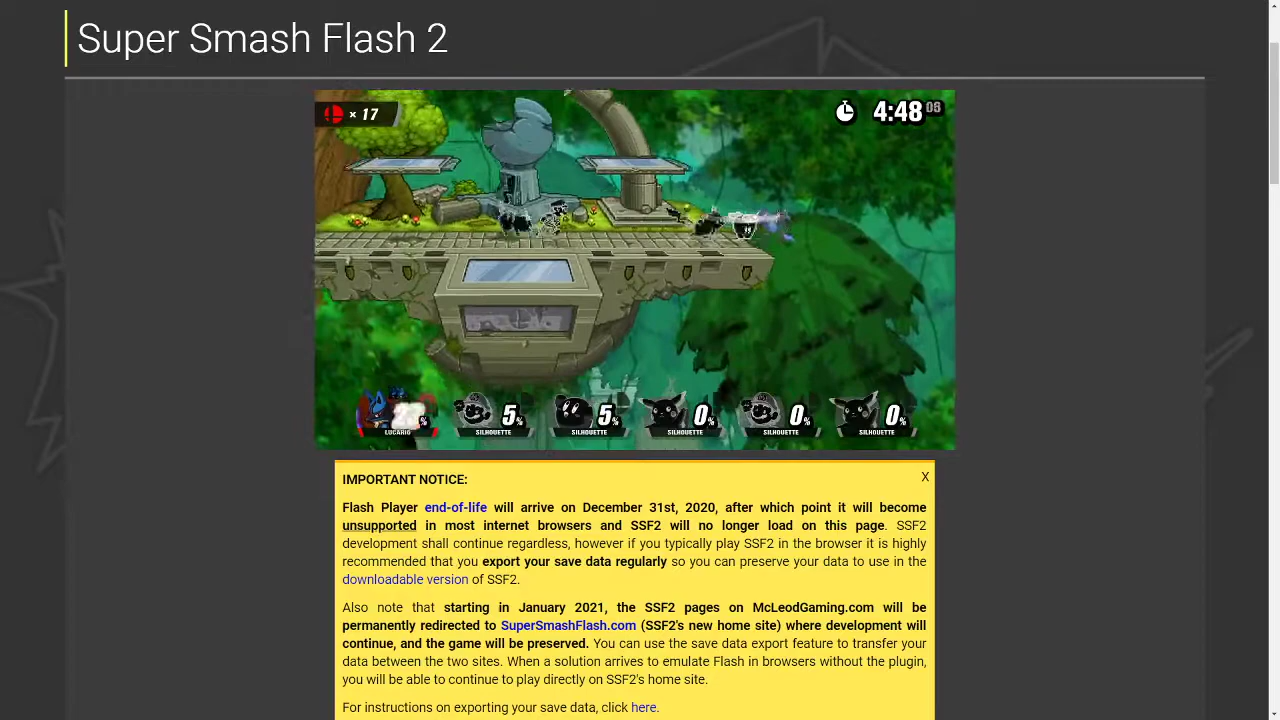 Super Smash Flash 2
× 17
4:48 08
%
5%
5%
0%
0%
0%
LUCARIO
SILHOUETTE
SILHOUETTE
SILHOUETTE
SILHOUETTE
SILHOUETTE
IMPORTANT NOTICE:
X
Flash Player end-of-life will arrive on December 31st, 2020, after which point it will become
unsupported in most internet browsers and SSF2 will no longer load on this page. SSF2
development shall continue regardless, however if you typically play SSF2 in the browser it is highly
recommended that you export your save data regularly so you can preserve your data to use in the
downloadable version of SSF2.
Also note that starting in January 2021, the SSF2 pages on McLeodGaming.com will be
permanently redirected to SuperSmashFlash.com (SSF2's new home site) where development will
continue, and the game will be preserved. You can use the save data export feature to transfer your
data between the two sites. When a solution arrives to emulate Flash in browsers without the plugin,
you will be able to continue to play directly on SSF2's home site.
For instructions on exporting your save data, click here.